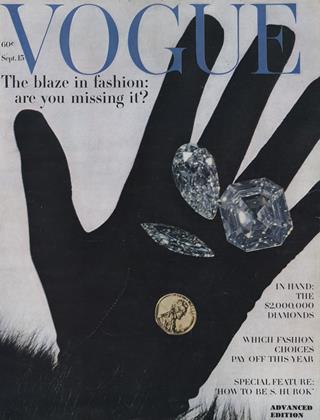 VOGUE
60¢
Sept. 15
The blaze in fashion:
are you missing it?
IN HAND:
THE
$2,000,000
DIAMONDS
WHICH FASHION
CHOICES
PAY OFF THIS YEAR
SPECIAL FEATURE:
"HOW TO BE S. HUROK"
ADVANCED
EDITION